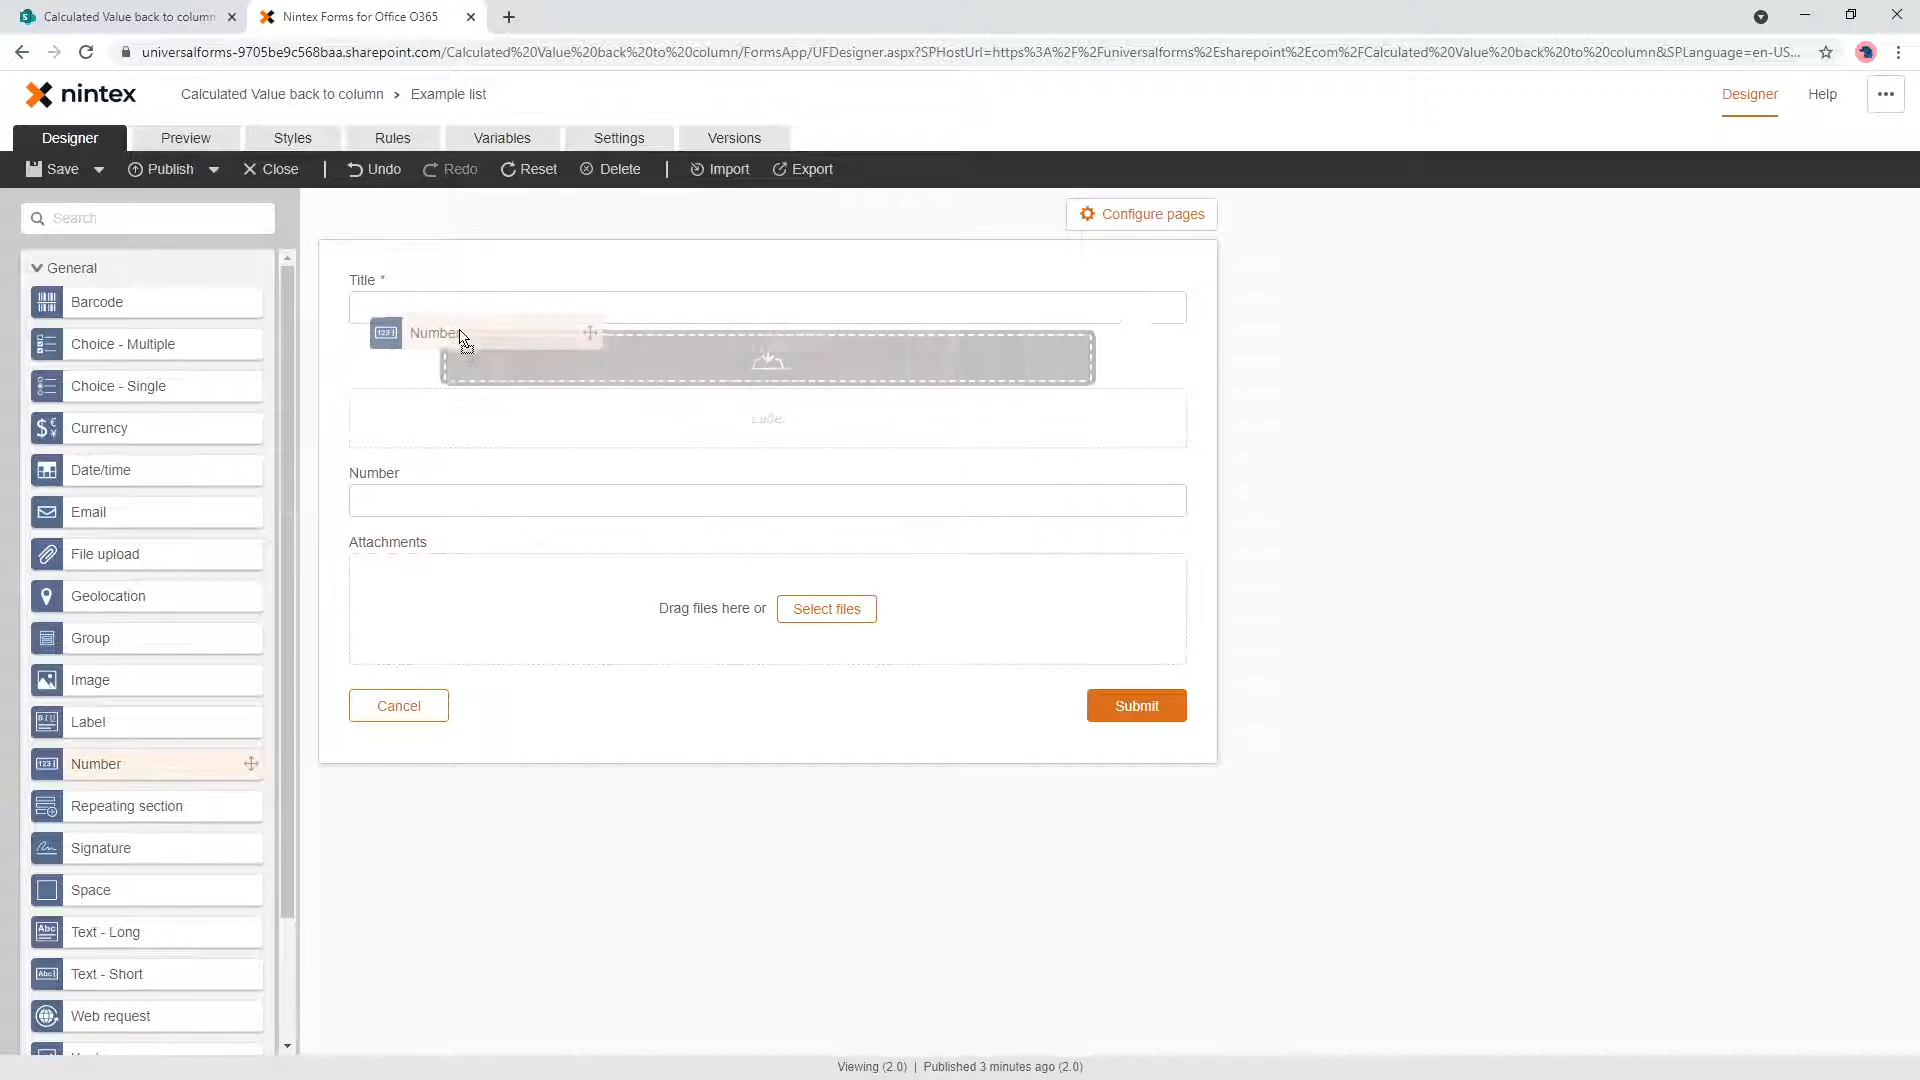 Calculated Value back to column
Nintex Forms for Office O365
universalforms-9705be9c568baa.sharepoint.com/Calculated%20Value%20back%20to%20column/FormsApp/UFDesigner.aspx?SPHostUrl=https%3A%2F%2Funiversalforms%2Esharepoint%2Ecom%2FCalculated%20Value%20back%20to%20column&SPLanguage=en-US...
nintex
Calculated Value back to column > Example list
Designer
Help
Designer
Preview
Styles
Rules
Variables
Settings
Versions
Save
Publish
Close
Undo
Redo
Reset
Delete
Import
Export
Search
Configure pages
General
Barcode
Choice - Multiple
Choice - Single
Currency
Date/time
Email
File upload
Geolocation
Group
Image
Label
Number
Repeating section
Signature
Space
Text - Long
Text - Short
Web request
Title *
Number
Label
Number
Attachments
Drag files here or
Select files
Cancel
Submit
Viewing (2.0) | Published 3 minutes ago (2.0)